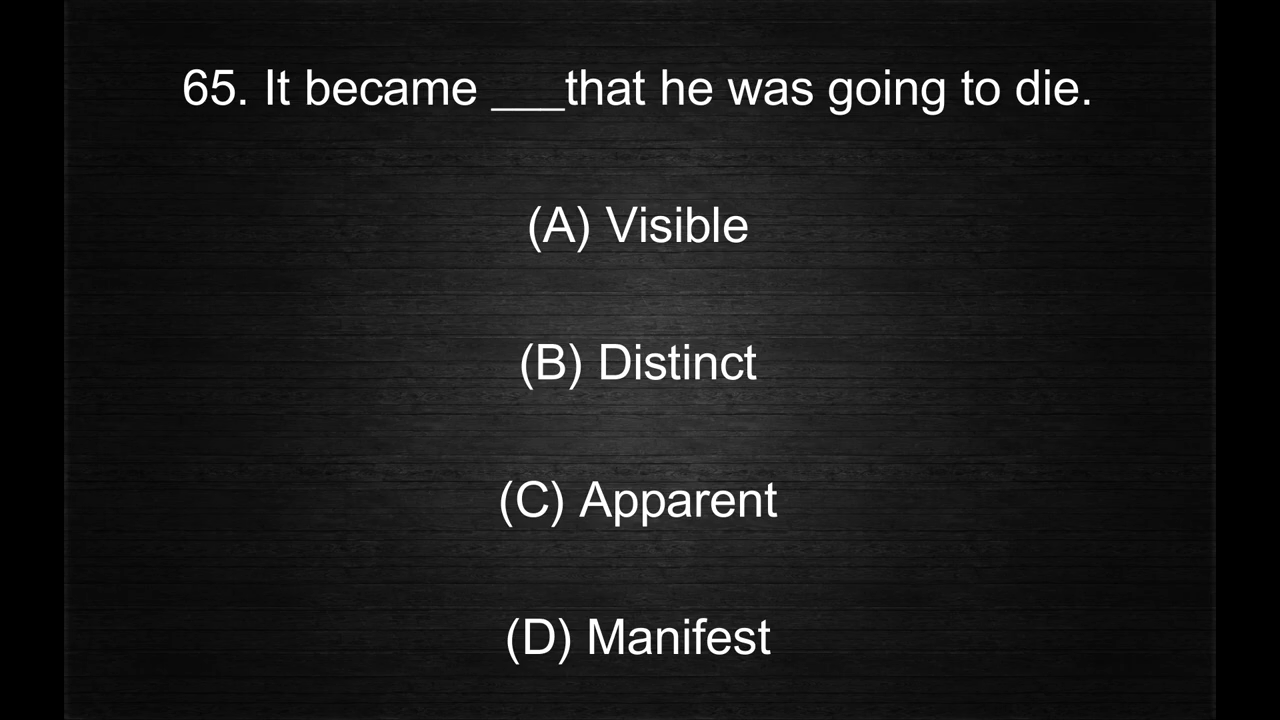 65. It became ___that he was going to die.
(A) Visible
(B) Distinct
(C) Apparent
(D) Manifest